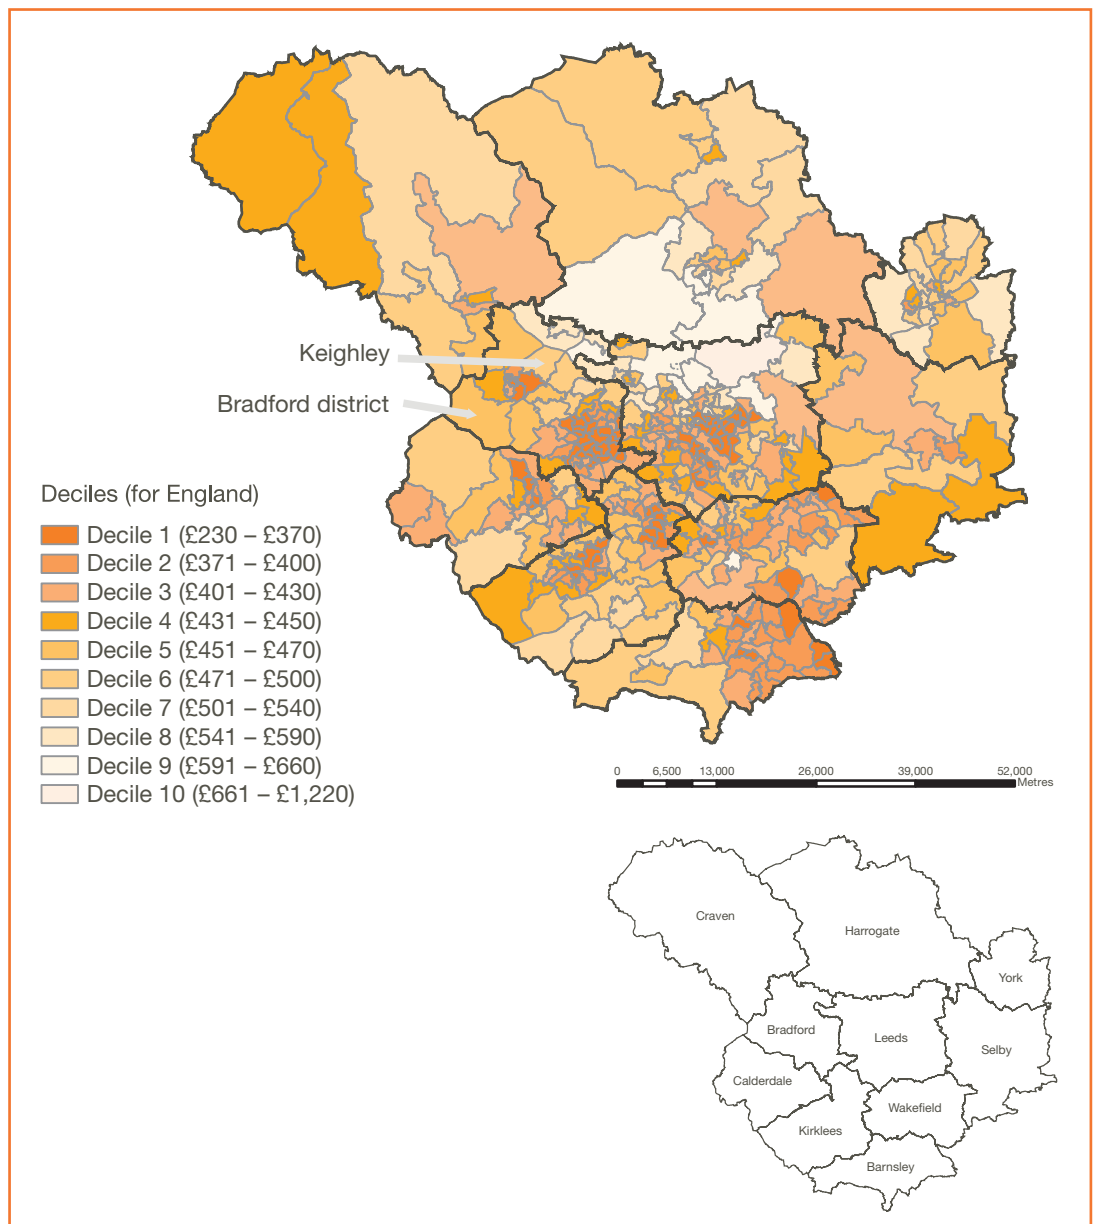 Keighley
Bradford district
Deciles (for England)
Decile 1 (£230 – £370)
Decile 2 (£371 – £400)
Decile 3 (£401 – £430)
Decile 4 (£431 – £450)
Decile 5 (£451 – £470)
Decile 6 (£471 – £500)
Decile 7 (£501 – £540)
Decile 8 (£541 – £590)
Decile 9 (£591 – £660)
Decile 10 (£661 – £1,220)
0 6,500 13,000 26,000 39,000 52,000
Metres
Craven
Harrogate
York
Bradford
Leeds
Selby
Calderdale
Wakefield
Kirklees
Barnsley